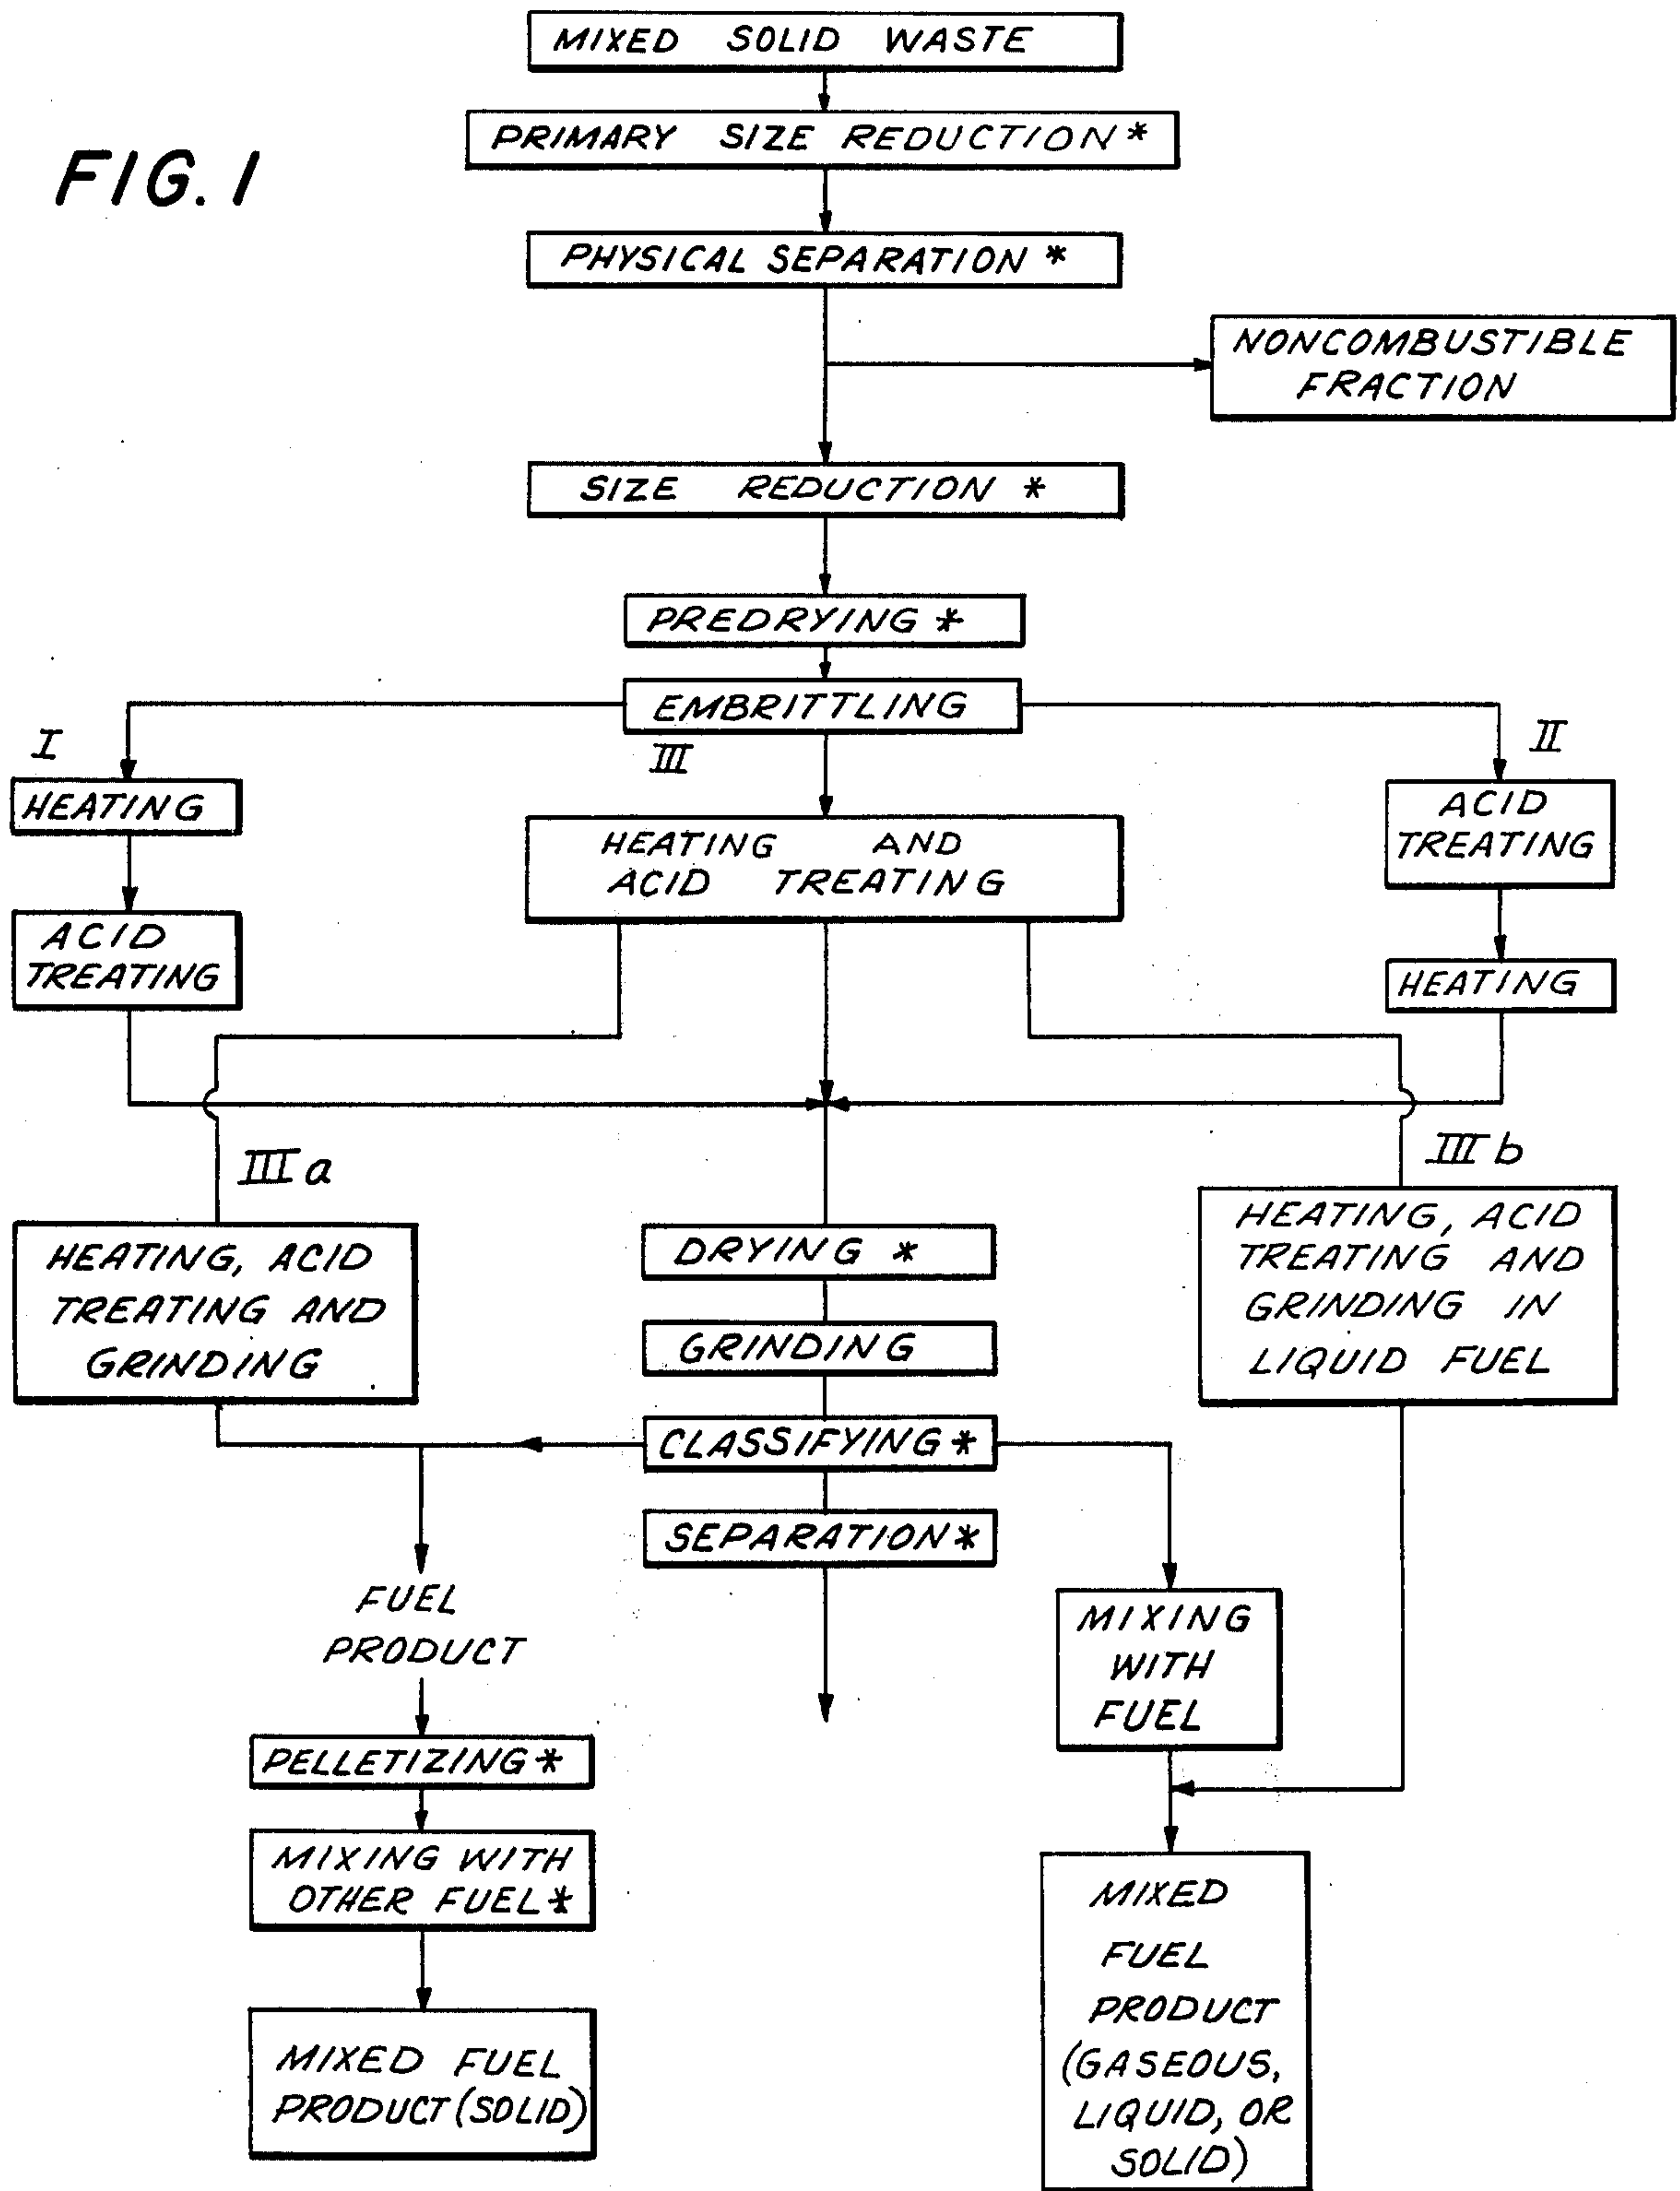 FIG. 1
MIXED SOLID WASTE
PRIMARY SIZE REDUCTION*
PHYSICAL SEPARATION *
NONCOMBUSTIBLE
FRACTION
SIZE REDUCTION *
PREDRYING *
EMBRITTLING
I
III
II
HEATING
ACID
TREATING
HEATING AND
ACID TREATING
ACID
TREATING
HEATING
IIIa
IIIb
HEATING, ACID
TREATING AND
GRINDING
DRYING *
GRINDING
CLASSIFYING *
SEPARATION *
HEATING, ACID
TREATING AND
GRINDING IN
LIQUID FUEL
FUEL
PRODUCT
PELLETIZING *
MIXING WITH
OTHER FUEL *
MIXED FUEL
PRODUCT (SOLID)
MIXING
WITH
FUEL
MIXED
FUEL
PRODUCT
(GASEOUS,
LIQUID, OR
SOLID)